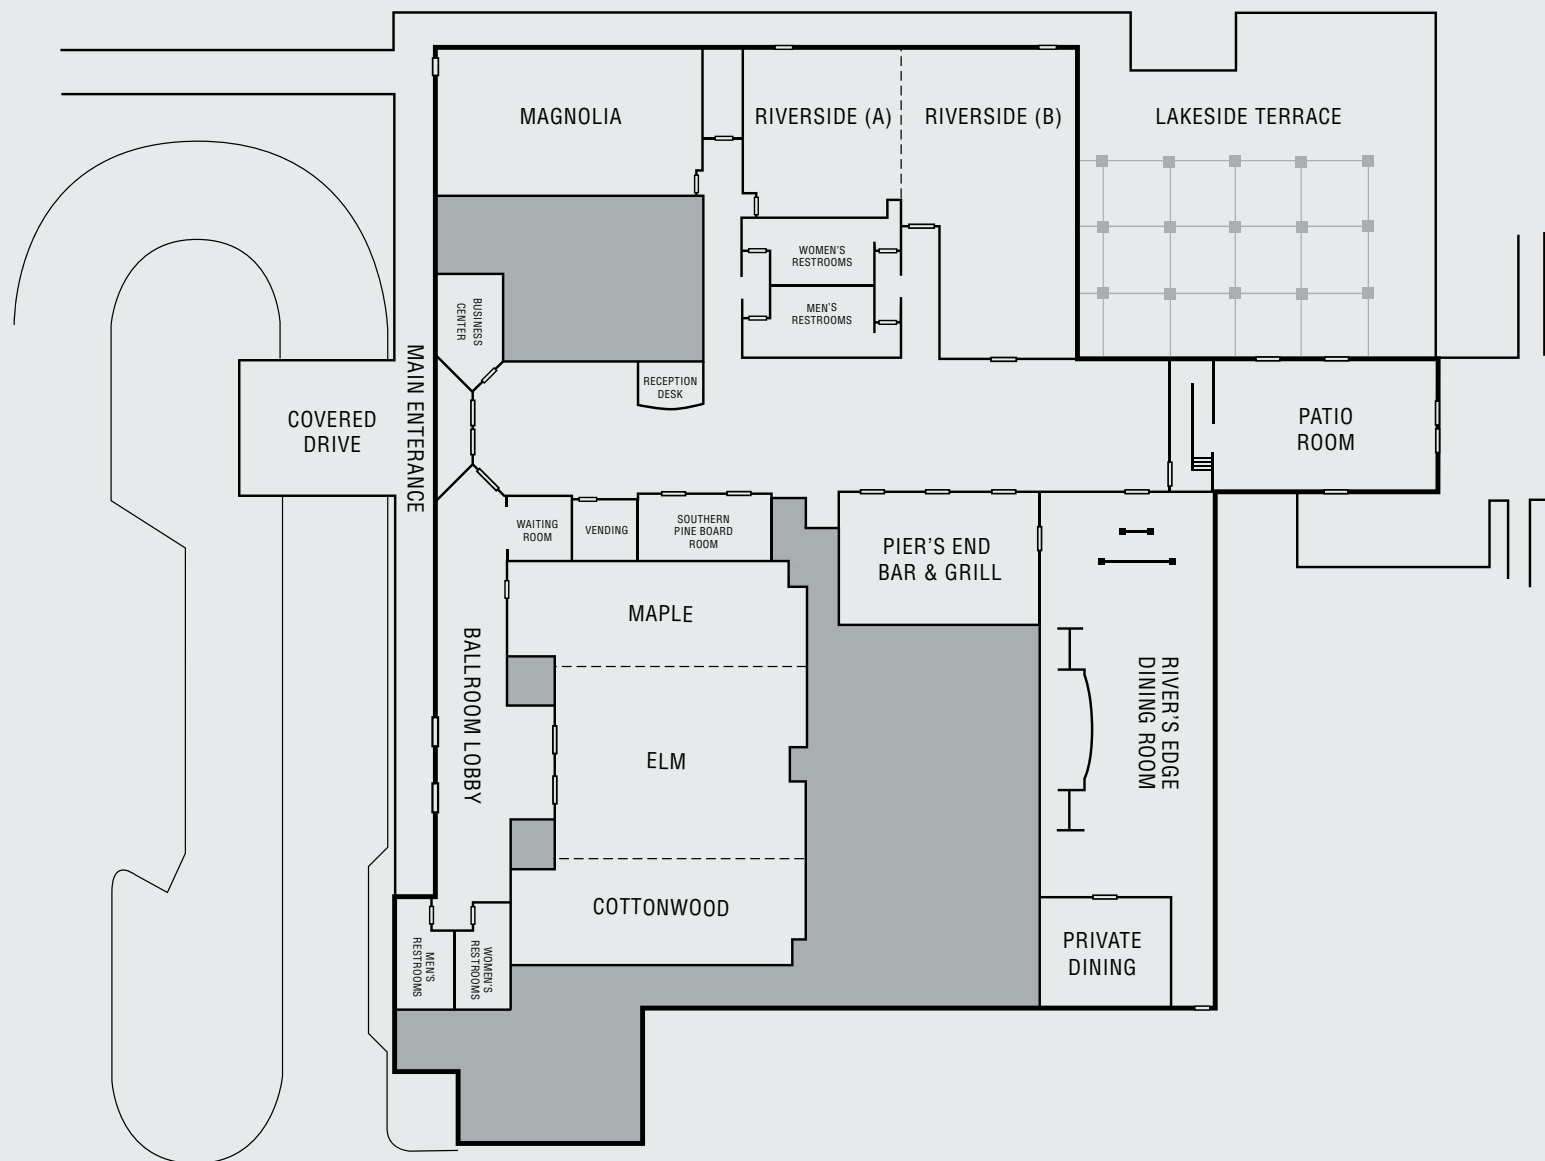 MAGNOLIA
RIVERSIDE (A)
RIVERSIDE (B)
LAKESIDE TERRACE
WOMEN'S
RESTROOMS
MEN'S
RESTROOMS
BUSINESS
CENTER
RECEPTION
DESK
MAIN ENTERANCE
COVERED
DRIVE
PATIO
ROOM
WAITING
ROOM
VENDING
SOUTHERN
PINE BOARD
ROOM
PIER'S END
BAR & GRILL
MAPLE
BALLROOM LOBBY
ELM
RIVER'S EDGE
DINING ROOM
COTTONWOOD
MEN'S
RESTROOMS
WOMEN'S
RESTROOMS
PRIVATE
DINING